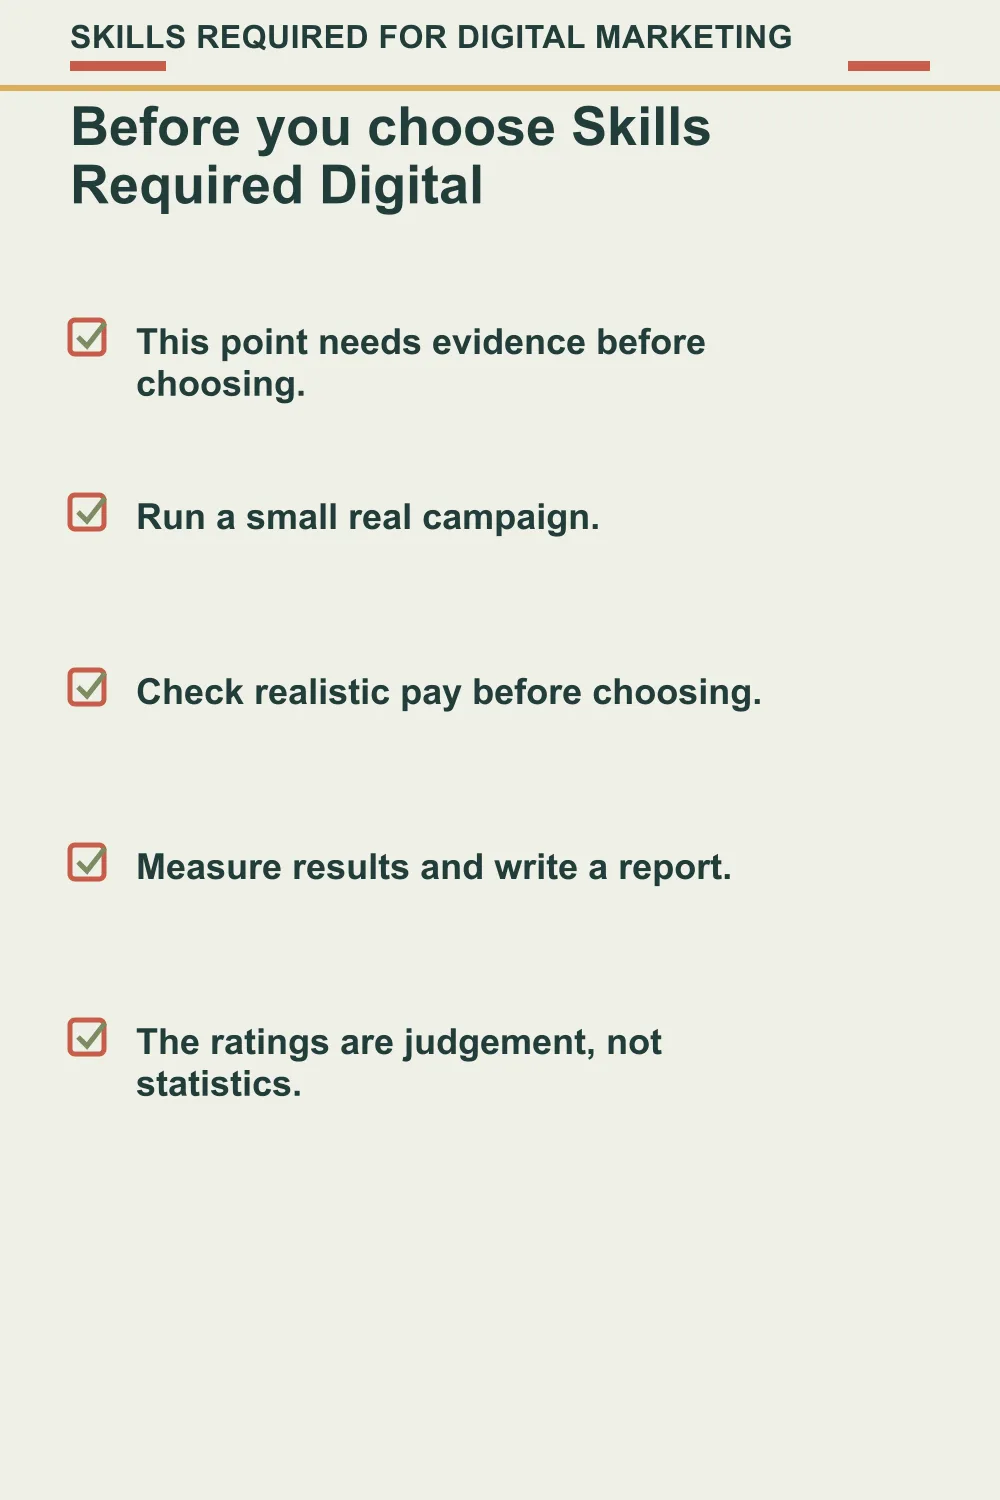 SKILLS REQUIRED FOR DIGITAL MARKETING
Before you choose Skills
Required Digital
This point needs evidence before
choosing.
Run a small real campaign.
Check realistic pay before choosing.
Measure results and write a report.
The ratings are judgement, not
statistics.